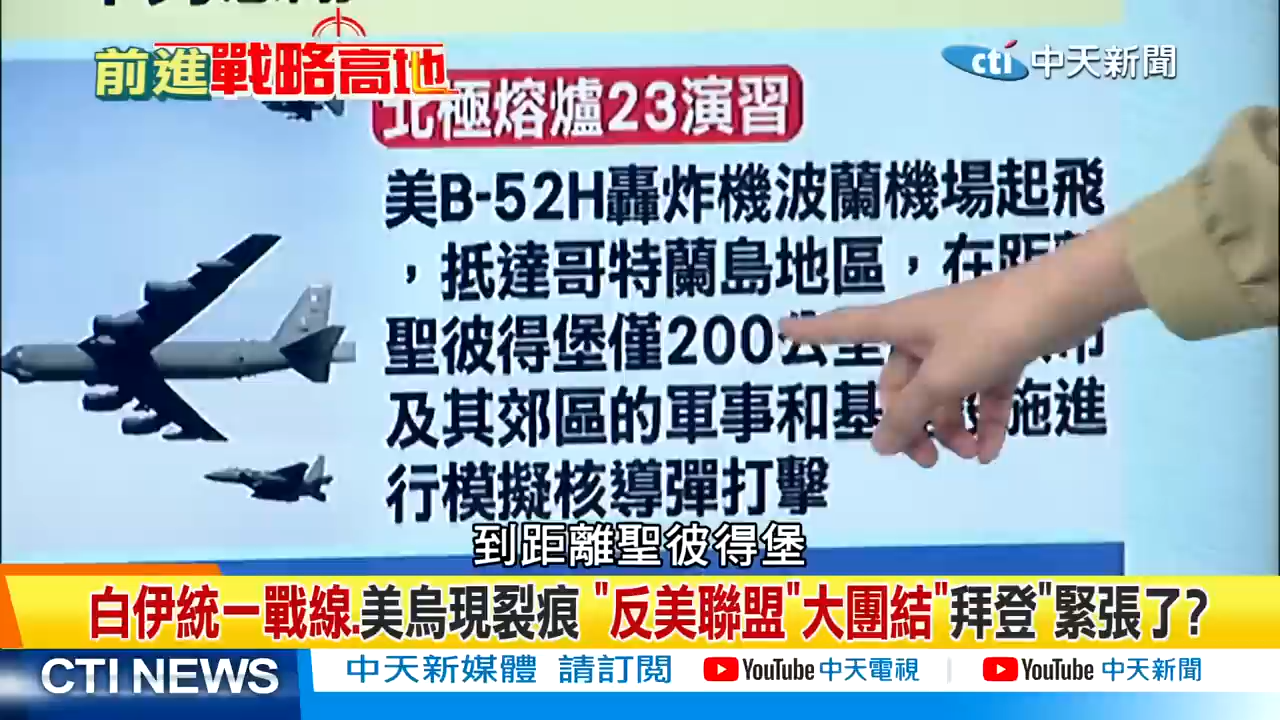 前進戰略高地
cti 中天新聞
北極熔爐23演習
美B-52H轟炸機波蘭機場起飛
，抵達哥特蘭島地區，在距
聖彼得堡僅200公里
及其郊區的軍事和基 施進
行模擬核導彈打擊
到距離聖彼得堡
白伊統一戰線.美烏現裂痕 "反美聯盟"大團結"拜登"緊張了?
CTI NEWS 中天新媒體 請訂閱 YouTube 中天電視 | YouTube 中天新聞